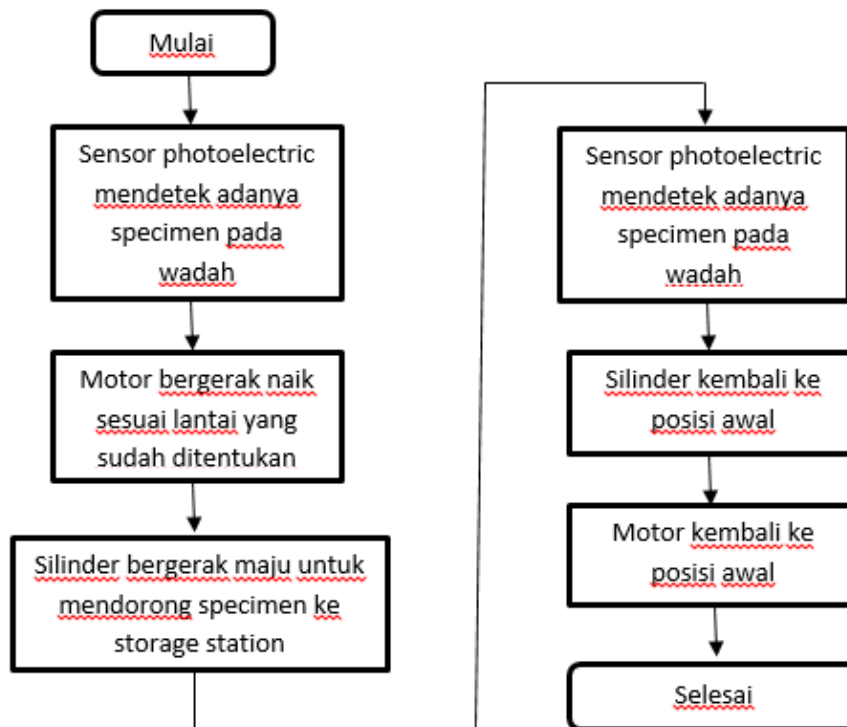 Mulai
Sensor photoelectric
mendetek adanya
specimen pada
wadah
Motor bergerak naik
sesuai lantai yang
sudah ditentukan
Silinder bergerak maju untuk
mendorong specimen ke
storage station
Sensor photoelectric
mendetek adanya
specimen pada
wadah
Silinder kembali ke
posisi awal
Motor kembali ke
posisi awal
Selesai